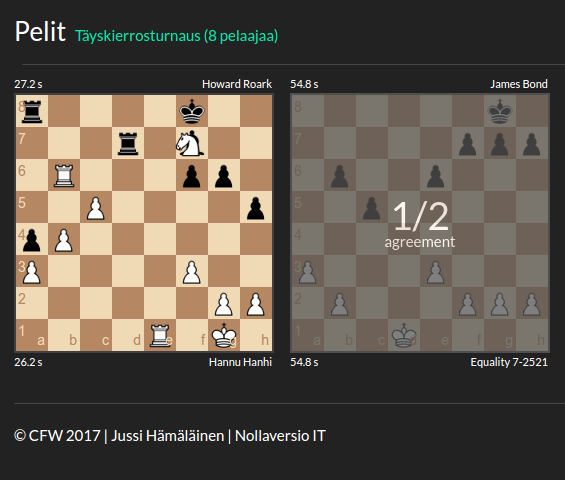 Pelit Täyskierrosturnaus (8 pelaajaa)
27.2 s Howard Roark
54.8 s James Bond
8
7
6
5
4
3
2
1
a b c d e f g h
8
7
6
5
4
3
2
1
a b c d e f g h
1/2
agreement
26.2 s Hannu Hanhi
54.8 s Equality 7-2521
© CFW 2017 | Jussi Hämäläinen | Nollaversio IT